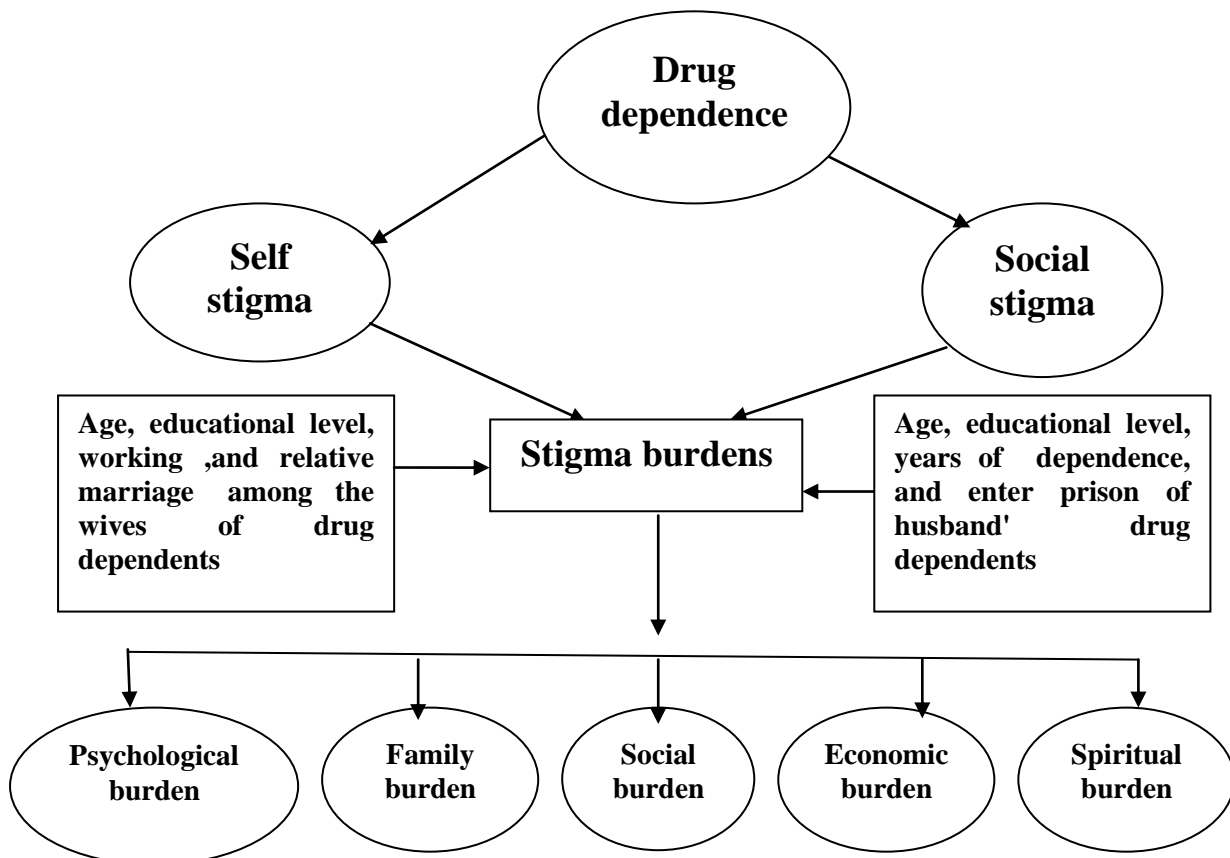 Drug
dependence
Self
stigma
Social
stigma
Age, educational level,
working ,and relative
marriage among the
wives of drug
dependents
Stigma burdens
Age, educational level,
years of dependence,
and enter prison of
husband' drug
dependents
Psychological
burden
Family
burden
Social
burden
Economic
burden
Spiritual
burden